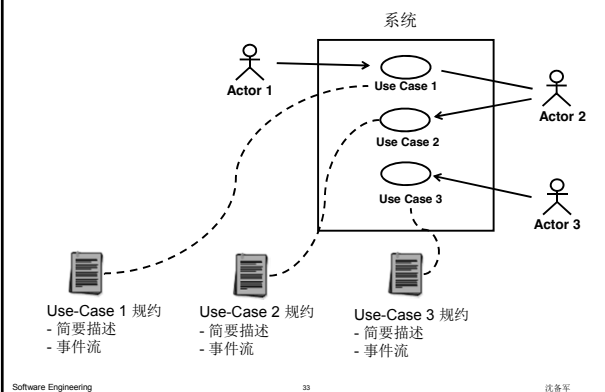 系统
Actor 1
Use Case 1
Actor 2
Use Case 2
Use Case 3
Actor 3
Use-Case 1 规约
- 简要描述
- 事件流
Use-Case 2 规约
- 简要描述
- 事件流
Use-Case 3 规约
- 简要描述
- 事件流
Software Engineering
33
沈备军